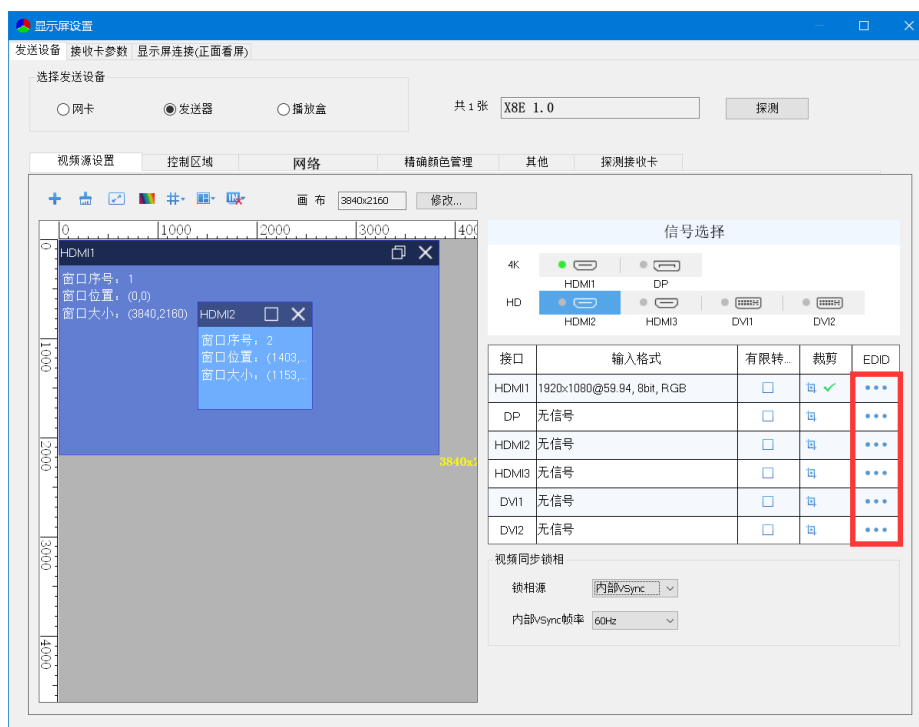 显示屏设置
发送设备 接收卡参数 显示屏连接(正面看屏)
选择发送设备
网卡 发送器 播放盒 共1张 X8E 1.0 探测
视频源设置 控制区域 网络 精确颜色管理 其他 探测接收卡
画布 3840x2160 修改...
0 1000 2000 3000 400
信号选择
0
HDMI1
窗口序号：1
窗口位置：(0,0)
窗口大小：(3840,2160)
HDMI2
窗口序号：2
窗口位置：(1403,...
窗口大小：(1153,...
1000
2000
3840x2
3000
4000
4K
HDMI1 DP
HD
HDMI2 HDMI3 DVI1 DVI2
接口 输入格式 有限转... 裁剪 EDID
HDMI1 1920x1080@59.94, 8bit, RGB
DP 无信号
HDMI2 无信号
HDMI3 无信号
DVI1 无信号
DVI2 无信号
视频同步锁相
锁相源 内部VSync
内部VSync帧率 60Hz